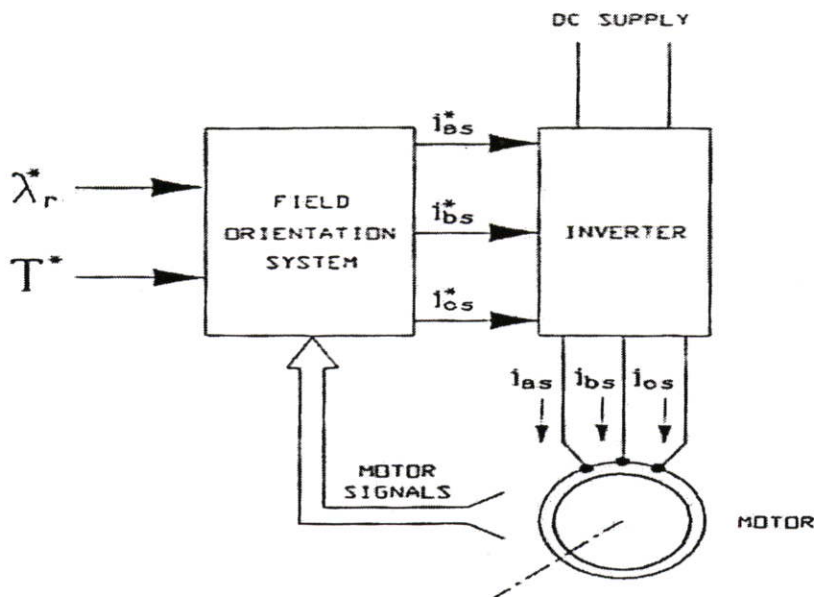 DC SUPPLY
λ*r
T*
FIELD
ORIENTATION
SYSTEM
i*as
i*bs
i*cs
INVERTER
ias
ibs
ics
MOTOR
SIGNALS
MOTOR